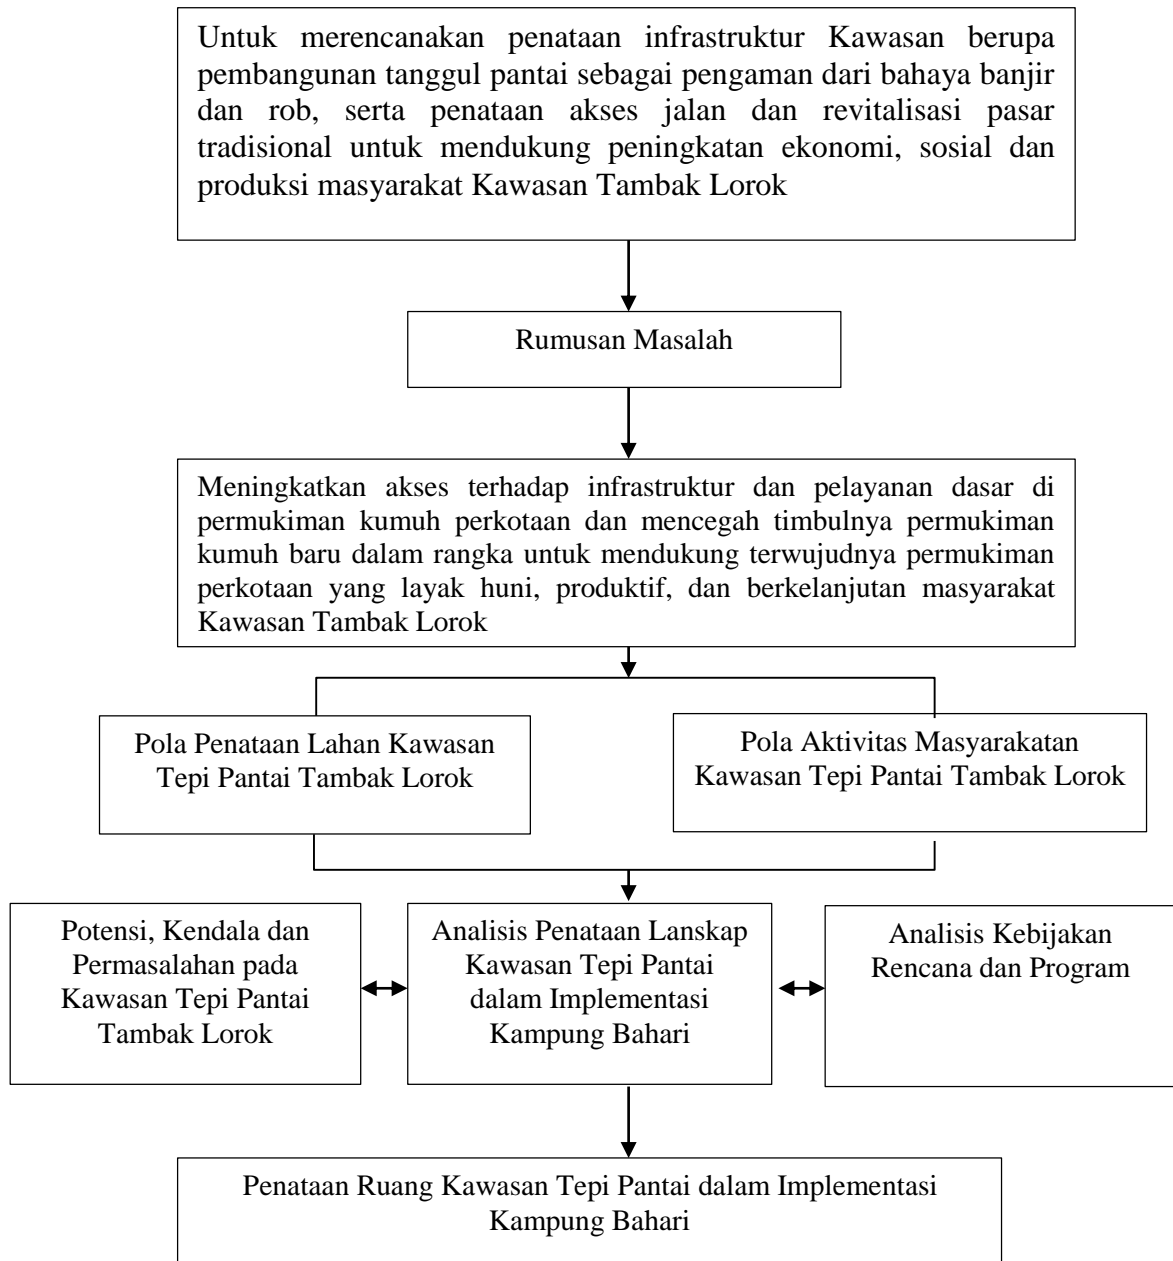 Untuk merencanakan penataan infrastruktur Kawasan berupa
pembangunan tanggul pantai sebagai pengaman dari bahaya banjir
dan rob, serta penataan akses jalan dan revitalisasi pasar
tradisional untuk mendukung peningkatan ekonomi, sosial dan
produksi masyarakat Kawasan Tambak Lorok
Rumusan Masalah
Meningkatkan akses terhadap infrastruktur dan pelayanan dasar di
permukiman kumuh perkotaan dan mencegah timbulnya permukiman
kumuh baru dalam rangka untuk mendukung terwujudnya permukiman
perkotaan yang layak huni, produktif, dan berkelanjutan masyarakat
Kawasan Tambak Lorok
Pola Penataan Lahan Kawasan
Tepi Pantai Tambak Lorok
Pola Aktivitas Masyarakatan
Kawasan Tepi Pantai Tambak Lorok
Potensi, Kendala dan
Permasalahan pada
Kawasan Tepi Pantai
Tambak Lorok
Analisis Penataan Lanskap
Kawasan Tepi Pantai
dalam Implementasi
Kampung Bahari
Analisis Kebijakan
Rencana dan Program
Penataan Ruang Kawasan Tepi Pantai dalam Implementasi
Kampung Bahari